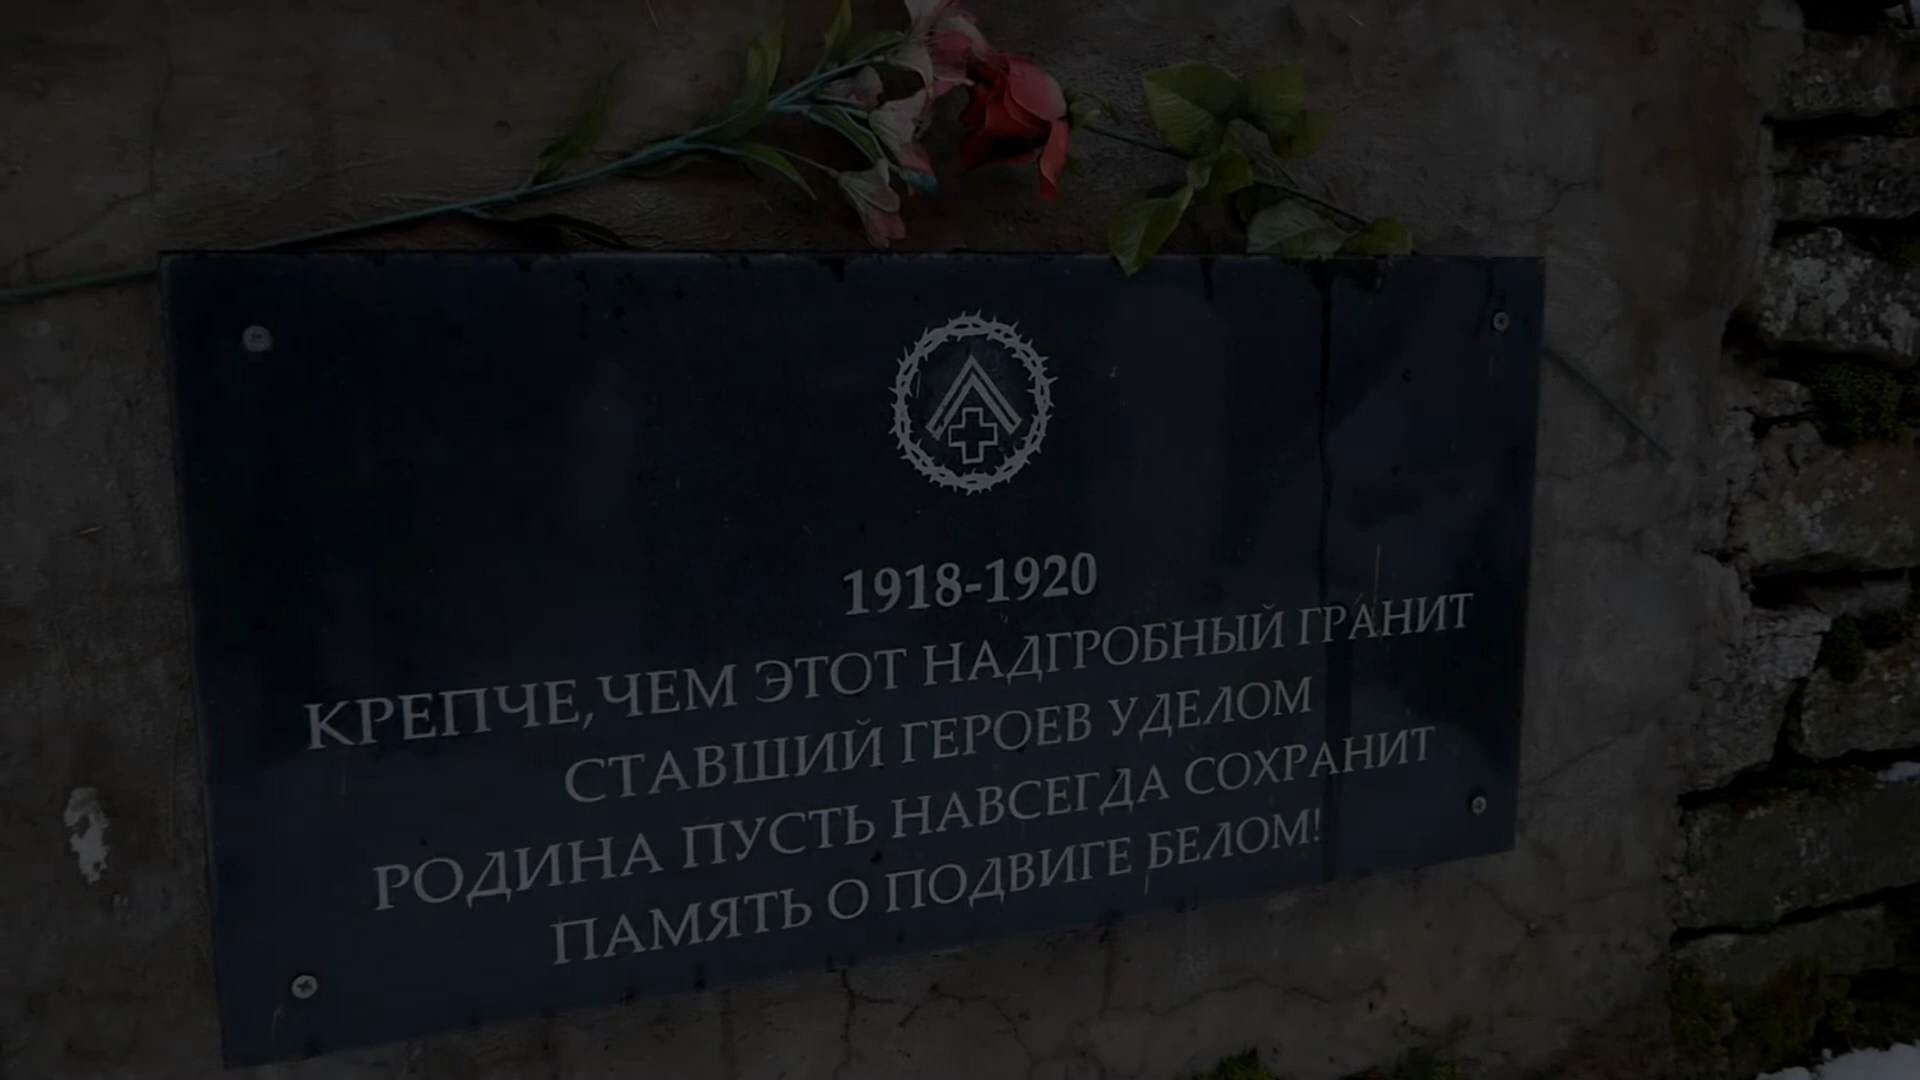 1918-1920
КРЕПЧЕ,ЧЕМ ЭТОТ НАДГРОБНЫЙ ГРАНИТ
СТАВШИЙ ГЕРОЕВ УДЕЛОМ
РОДИНА ПУСТЬ НАВСЕГДА СОХРАНИТ
ПАМЯТЬ О ПОДВИГЕ БЕЛОМ!